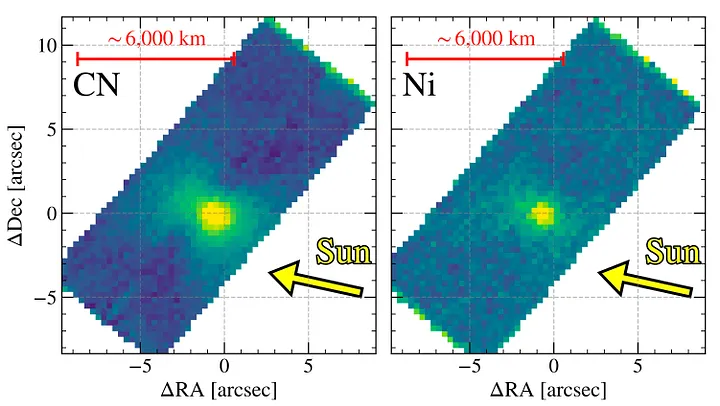 ~ 6,000 km
CN
Sun
10
5
0
−5
ΔDec [arcsec]
−5 0 5
ΔRA [arcsec]
~ 6,000 km
Ni
Sun
−5 0 5
ΔRA [arcsec]